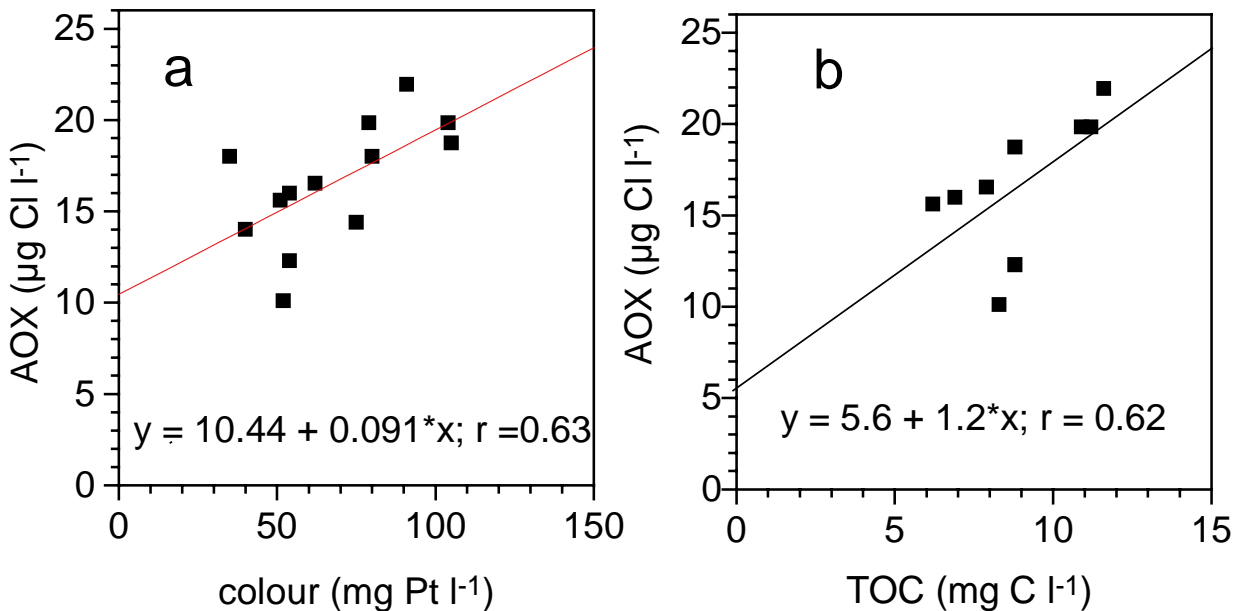 a
AOX (µg Cl l-1)
25
20
15
10
5
0
y = 10.44 + 0.091*x; r =0.63
0 50 100 150
colour (mg Pt l-1)
b
AOX (µg Cl l-1)
25
20
15
10
5
0
y = 5.6 + 1.2*x; r = 0.62
0 5 10 15
TOC (mg C l-1)